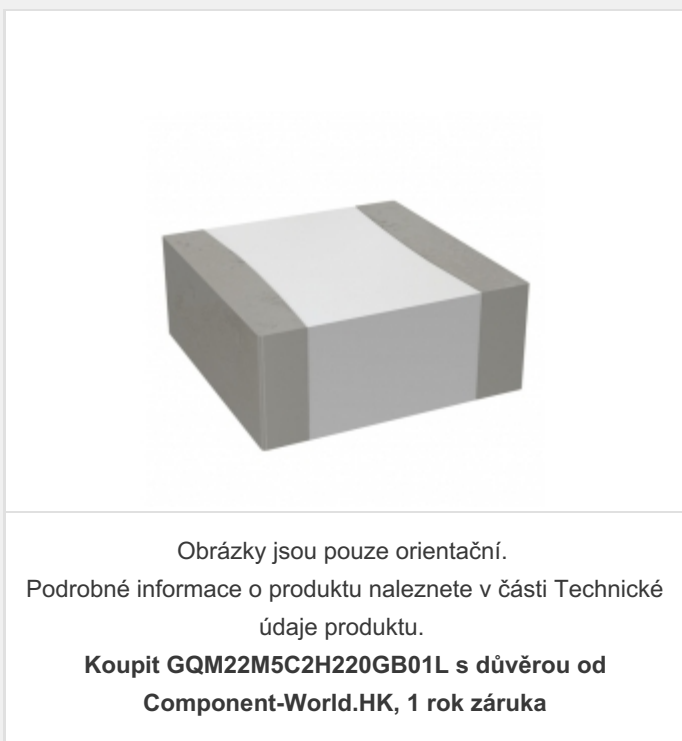 Obrázky jsou pouze orientační.
Podrobné informace o produktu naleznete v části Technické
údaje produktu.
Koupit GQM22M5C2H220GB01L s důvěrou od
Component-World.HK, 1 rok záruka